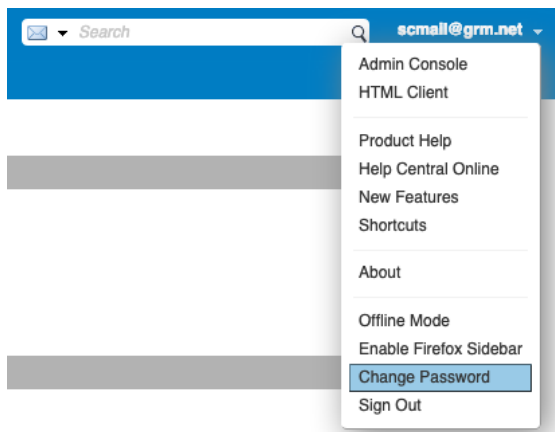 Search
scmail@grm.net
Admin Console
HTML Client
Product Help
Help Central Online
New Features
Shortcuts
About
Offline Mode
Enable Firefox Sidebar
Change Password
Sign Out